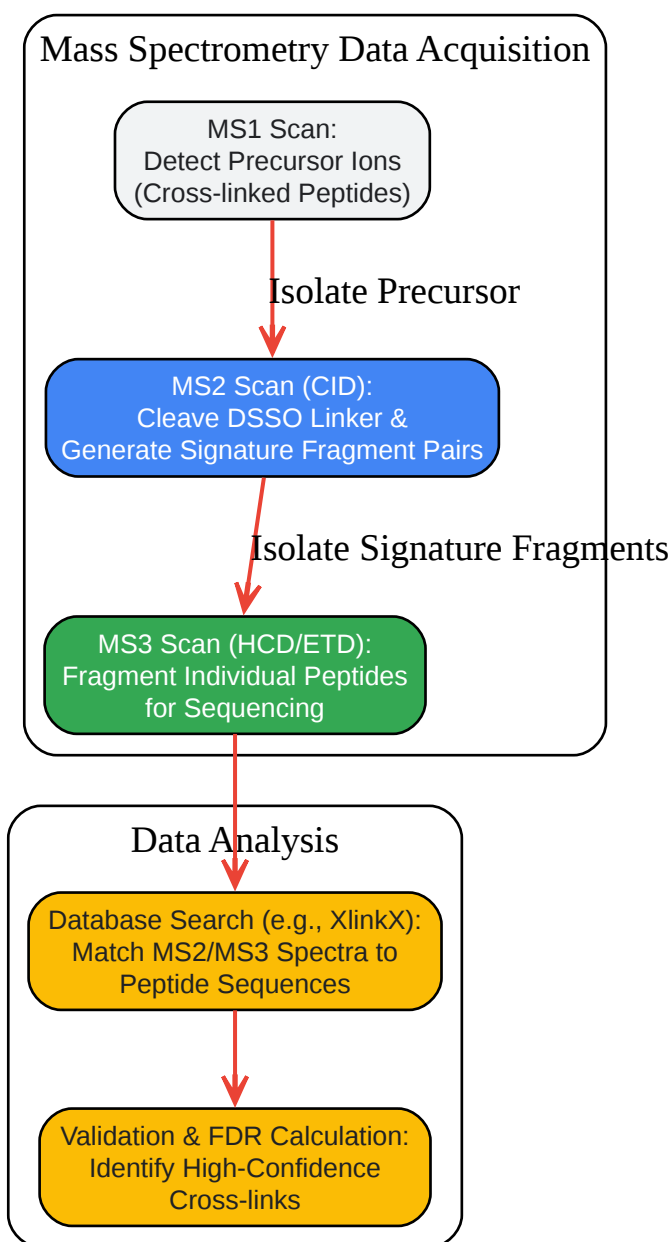 Mass Spectrometry Data Acquisition
MS1 Scan:
Detect Precursor Ions
(Cross-linked Peptides)
Isolate Precursor
MS2 Scan (CID):
Cleave DSSO Linker &
Generate Signature Fragment Pairs
Isolate Signature Fragments
MS3 Scan (HCD/ETD):
Fragment Individual Peptides
for Sequencing
Data Analysis
Database Search (e.g., XlinkX):
Match MS2/MS3 Spectra to
Peptide Sequences
Validation & FDR Calculation:
Identify High-Confidence
Cross-links